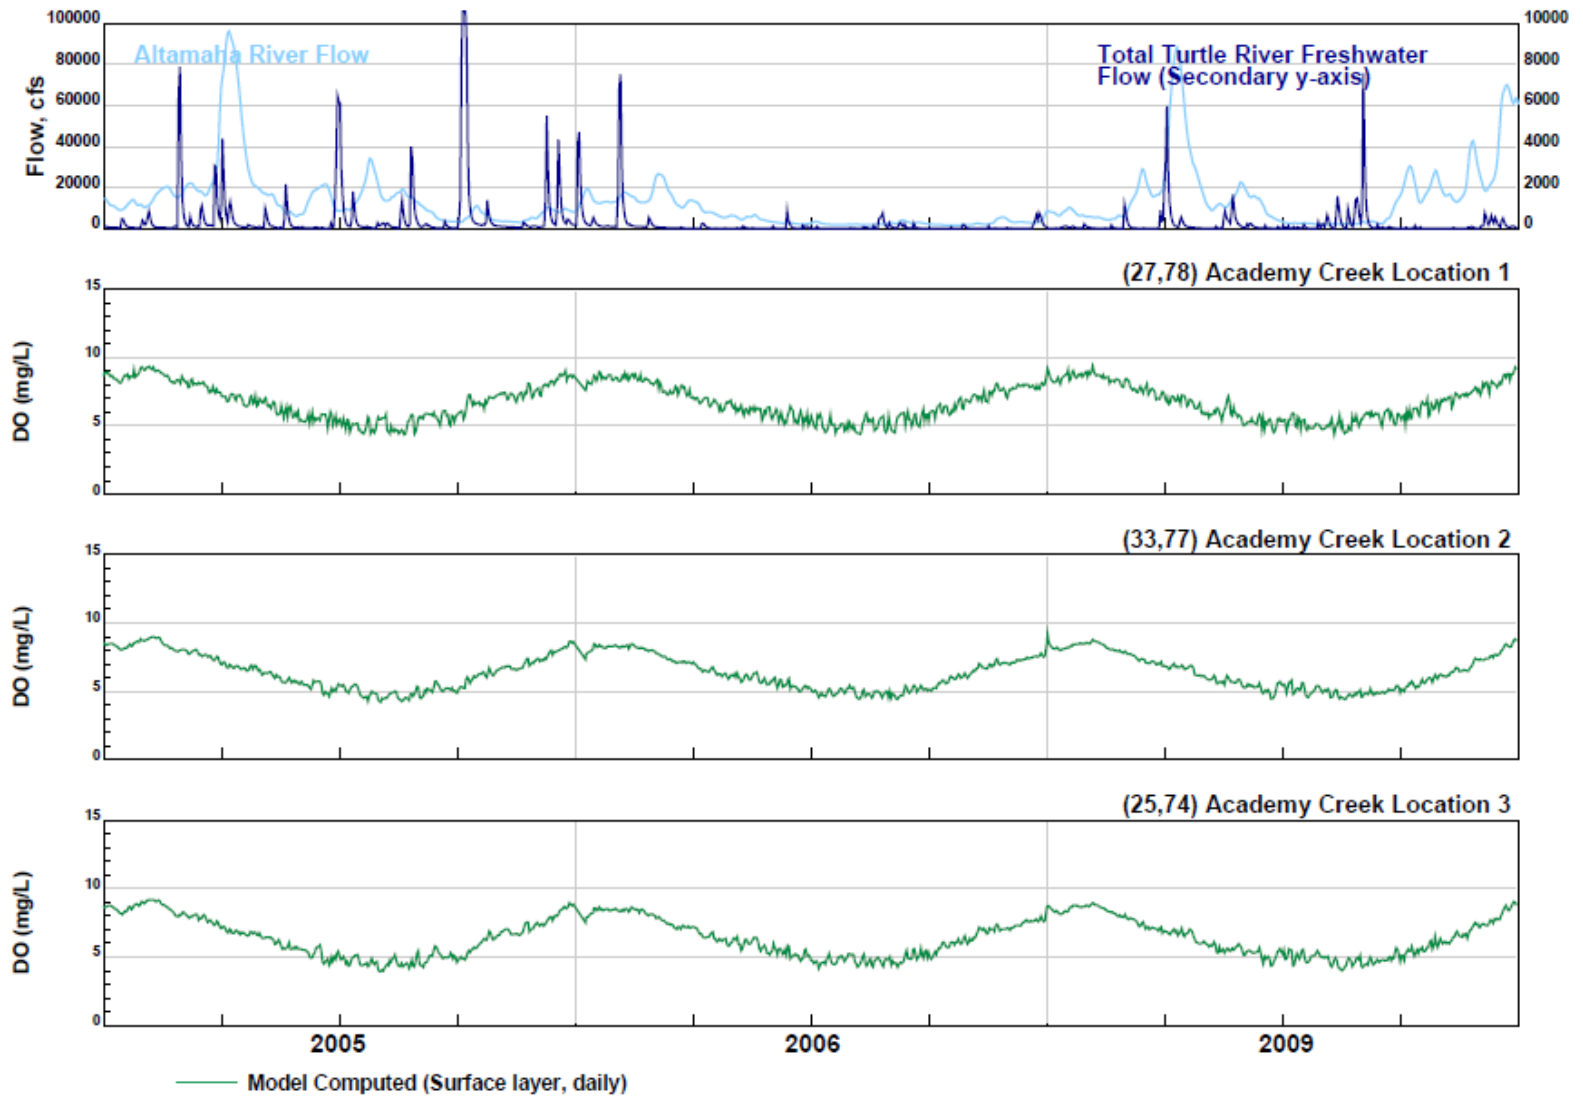 100000
80000
60000
40000
20000
0
Flow, cfs
Altamaha River Flow
Total Turtle River Freshwater
Flow (Secondary y-axis)
10000
8000
6000
4000
2000
0
(27,78) Academy Creek Location 1
15
10
5
0
DO (mg/L)
(33,77) Academy Creek Location 2
15
10
5
0
DO (mg/L)
(25,74) Academy Creek Location 3
15
10
5
0
DO (mg/L)
2005 2006 2009
Model Computed (Surface layer, daily)